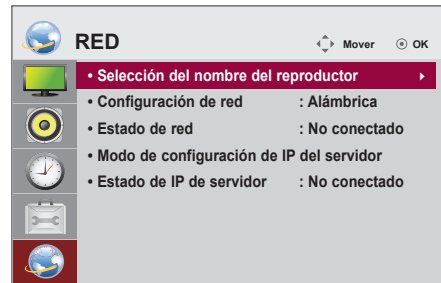 RED
Mover OK
• Selección del nombre del reproductor
• Configuración de red : Alámbrica
• Estado de red : No conectado
• Modo de configuración de IP del servidor
• Estado de IP de servidor : No conectado